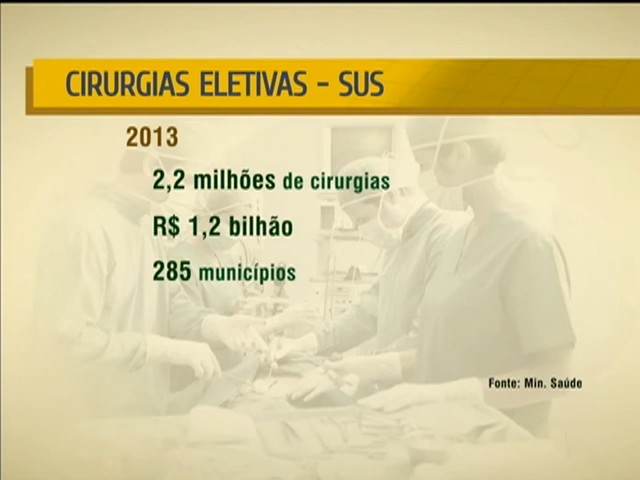 CIRURGIAS ELETIVAS - SUS
2013
2,2 milhões de cirurgias
R$ 1,2 bilhão
285 municípios
Fonte: Min. Saúde